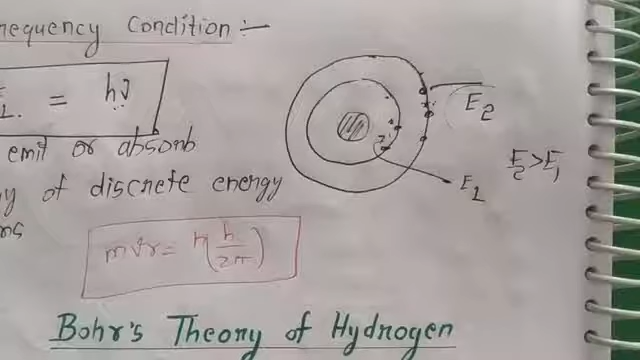 requency Condition :-
= hν
E2
emit or absorb
E2 > E1
y of discrete energy
E1
ns
mvr = n(h/2π)
Bohr's Theory of Hydrogen